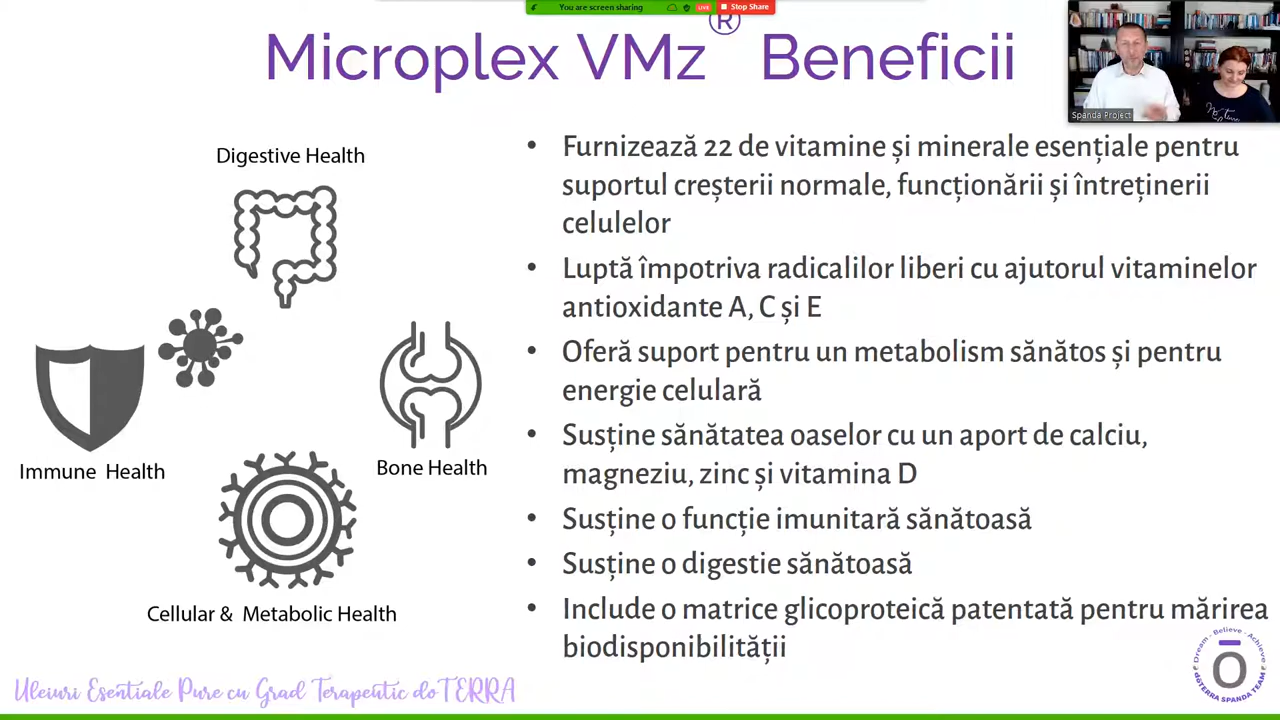 You are screen sharing
LIVE
Stop Share
Microplex VMz® Beneficii
Spanda Project
Digestive Health
Immune Health
Bone Health
Cellular & Metabolic Health
• Furnizează 22 de vitamine și minerale esențiale pentru
suportul creșterii normale, funcționării și întreținerii
celulelor
• Luptă împotriva radicalilor liberi cu ajutorul vitaminelor
antioxidante A, C și E
• Oferă suport pentru un metabolism sănătos și pentru
energie celulară
• Susține sănătatea oaselor cu un aport de calciu,
magneziu, zinc și vitamina D
• Susține o funcție imunitară sănătoasă
• Susține o digestie sănătoasă
• Include o matrice glicoproteică patentată pentru mărirea
biodisponibilității
Uleiuri Esentiale Pure cu Grad Terapeutic doTERRA
Dream - Believe - Achieve
dōTERRA SPANDA TEAM